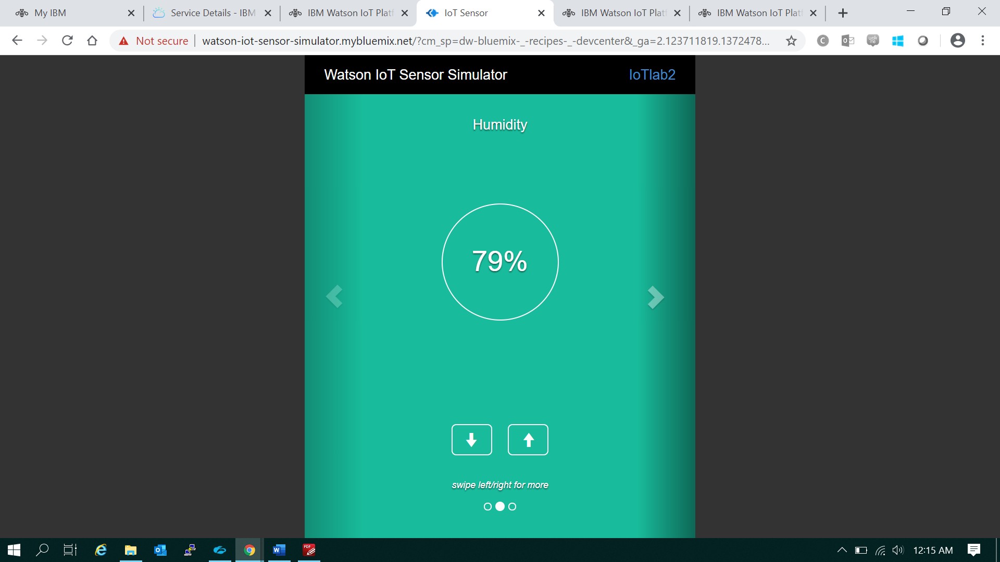 My IBM
Service Details - IBM
IBM Watson IoT Platf
IoT Sensor
IBM Watson IoT Platf
IBM Watson IoT Platf
Not secure
watson-iot-sensor-simulator.mybluemix.net/?cm_sp=dw-bluemix-_-recipes-_-devcenter&_ga=2.123711819.1372478...
Watson IoT Sensor Simulator
IoTlab2
Humidity
79%
swipe left/right for more
12:15 AM